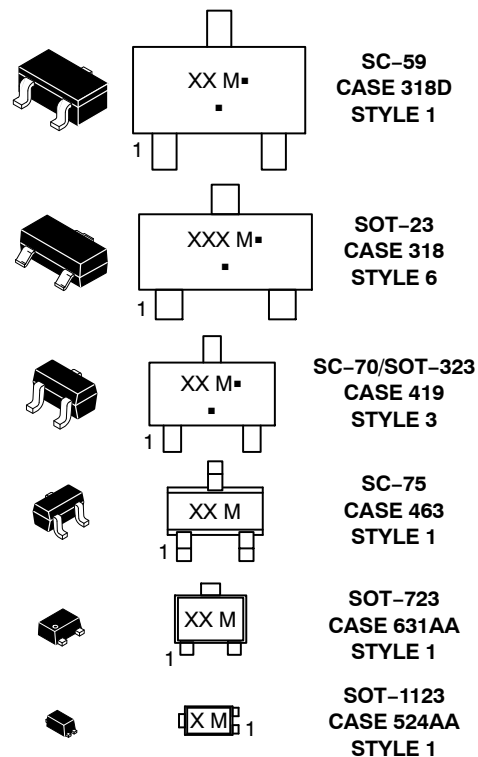 XX M▪
▪
1
SC−59
CASE 318D
STYLE 1
XXX M▪
▪
1
SOT−23
CASE 318
STYLE 6
XX M▪
▪
1
SC−70/SOT−323
CASE 419
STYLE 3
XX M
1
SC−75
CASE 463
STYLE 1
XX M
1
SOT−723
CASE 631AA
STYLE 1
X M
1
SOT−1123
CASE 524AA
STYLE 1